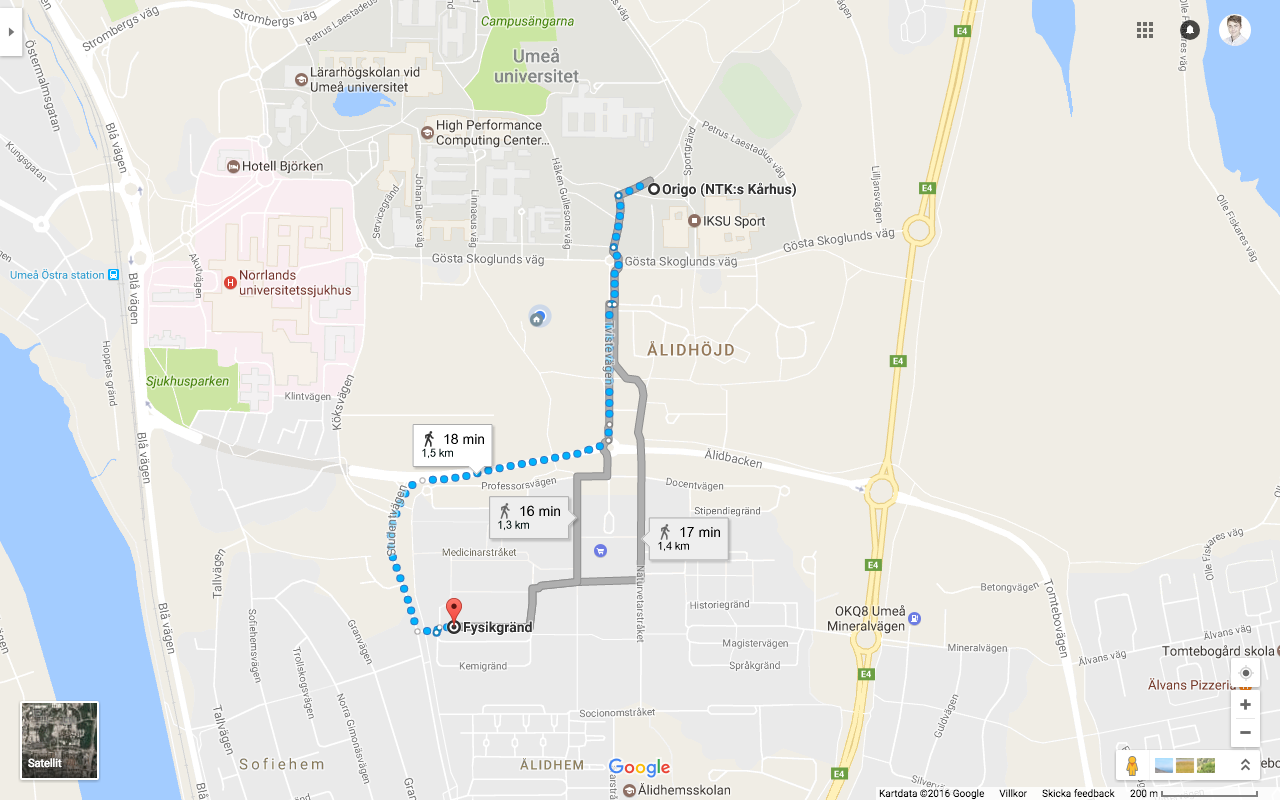 Strombergs väg
Strombergs väg
Petrus Laestadius väg
Campusängarna
Umeå
universitet
Östermalmsgatan
Lärarhögskolan vid
Umeå universitet
High Performance
Computing Center...
Blå vägen
Kungsgatan
Hotell Björken
Servicegränd
Johan Bures väg
Linnaeus väg
Håken Gullesons väg
Petrus Laestadius väg
Sportgränd
Origo (NTK:s Kårhus)
IKSU Sport
Liljansvägen
E4
E4
Olle Fiskares väg
Olle Fiskares väg
Gösta Skoglunds väg
Gösta Skoglunds väg
Gösta Skoglunds väg
Umeå Östra station
Akutvägen
Norrlands
universitetssjukhus
Blå vägen
Tvistevägen
ÅLIDHÖJD
E4
Hoppets gränd
Sjukhusparken
Klintvägen
Köksvägen
Blå vägen
18 min
1,5 km
Ålidbacken
Professorsvägen
Docentvägen
Studentvägen
16 min
1,3 km
Stipendiegränd
17 min
1,4 km
Medicinarstråket
Olle Fiskares väg
E4
Tallvägen
Naturvetarstråket
Betongvägen
Tomtebovägen
Blå vägen
Sofiehemsvägen
Granvägen
Fysikgränd
Historiegränd
OKQ8 Umeå
Mineralvägen
Magistervägen
Mineralvägen
Älvans väg
Älvans väg
Tomtebogård skola
Trollskogsvägen
Kemigränd
Språkgränd
E4
Älvans Pizzeria
Norra Gimonäsvägen
Tallvägen
Socionomstråket
Guldvägen
Satellit
Sofiehem
ÅLIDHEM
Google
E4
Ålidhemsskolan
Kartdata ©2016 Google
Villkor
Skicka feedback
200 m